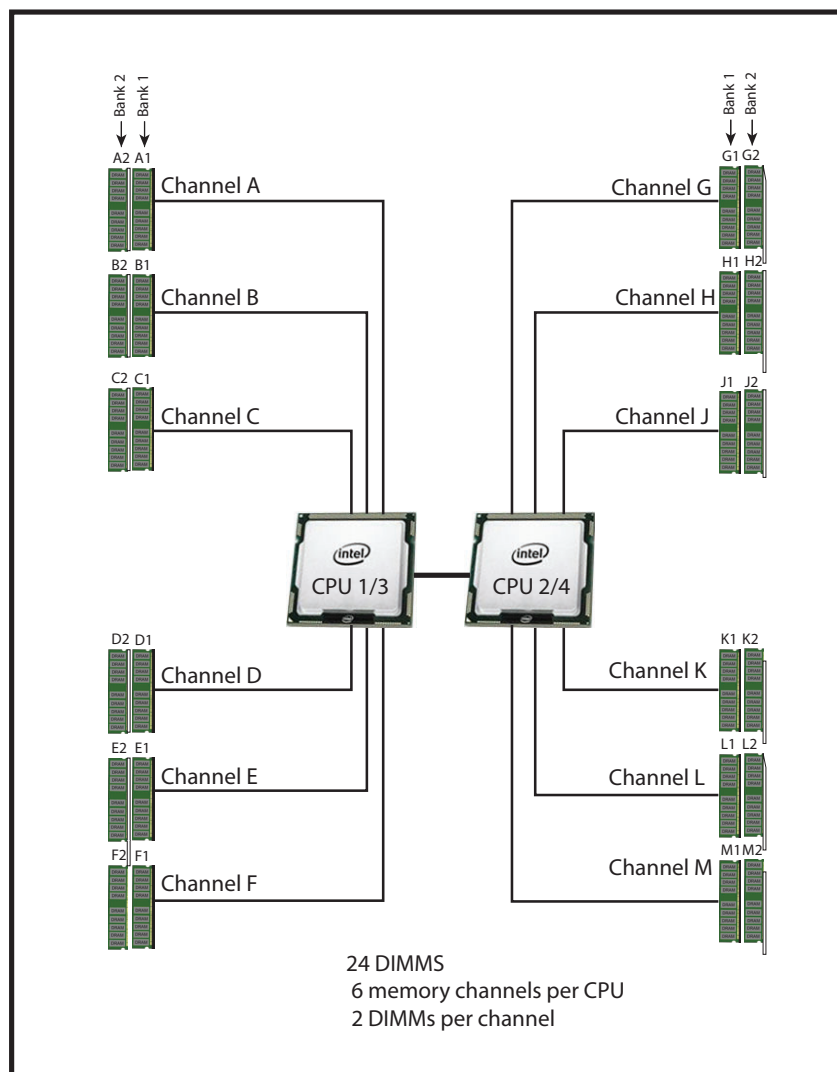 Bank 2
Bank 1
Bank 1
Bank 2
A2 A1
G1 G2
Channel A
Channel G
B2 B1
H1 H2
Channel B
Channel H
C2 C1
J1 J2
Channel C
Channel J
intel
CPU 1/3
intel
CPU 2/4
D2 D1
K1 K2
Channel D
Channel K
E2 E1
L1 L2
Channel E
Channel L
F2 F1
M1 M2
Channel F
Channel M
24 DIMMS
6 memory channels per CPU
2 DIMMs per channel